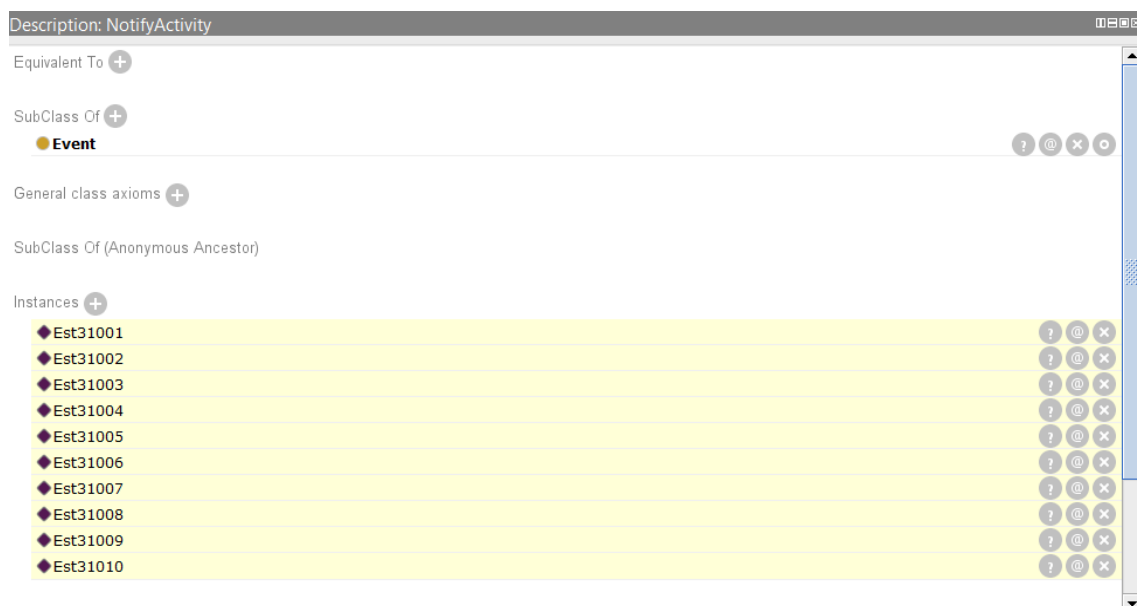 Description: NotifyActivity
Equivalent To
SubClass Of
Event
General class axioms
SubClass Of (Anonymous Ancestor)
Instances
Est31001
Est31002
Est31003
Est31004
Est31005
Est31006
Est31007
Est31008
Est31009
Est31010